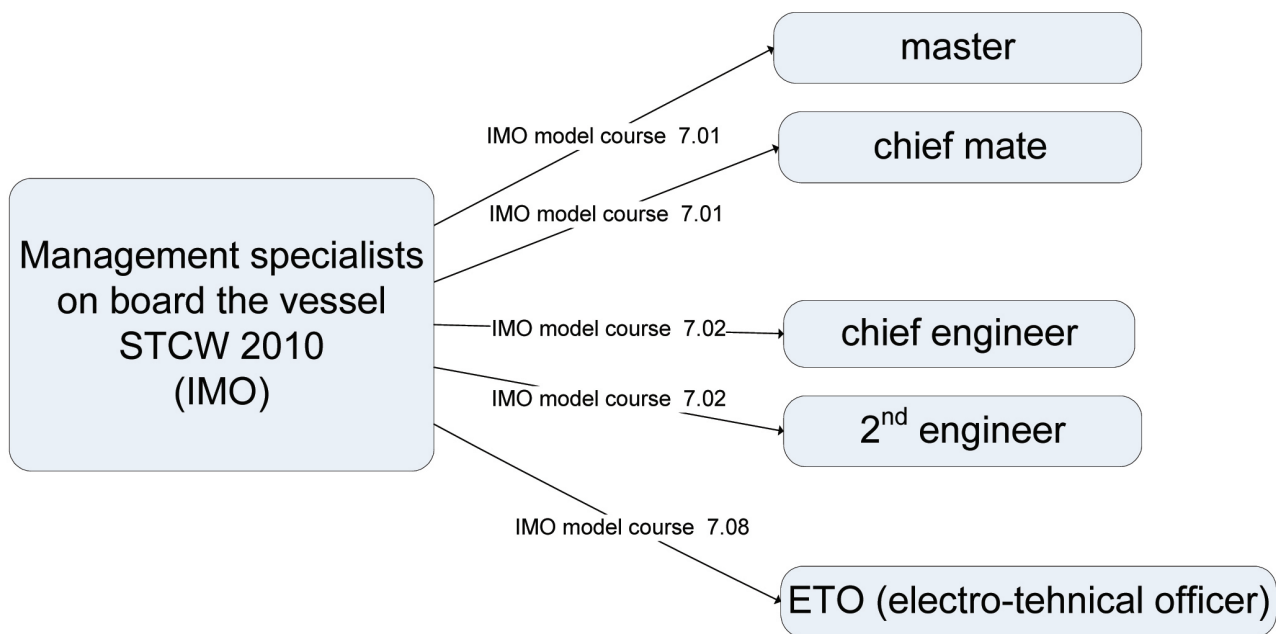 master
IMO model course 7.01
chief mate
IMO model course 7.01
Management specialists
on board the vessel
STCW 2010
(IMO)
IMO model course 7.02
chief engineer
IMO model course 7.02
2nd engineer
IMO model course 7.08
ETO (electro-tehnical officer)